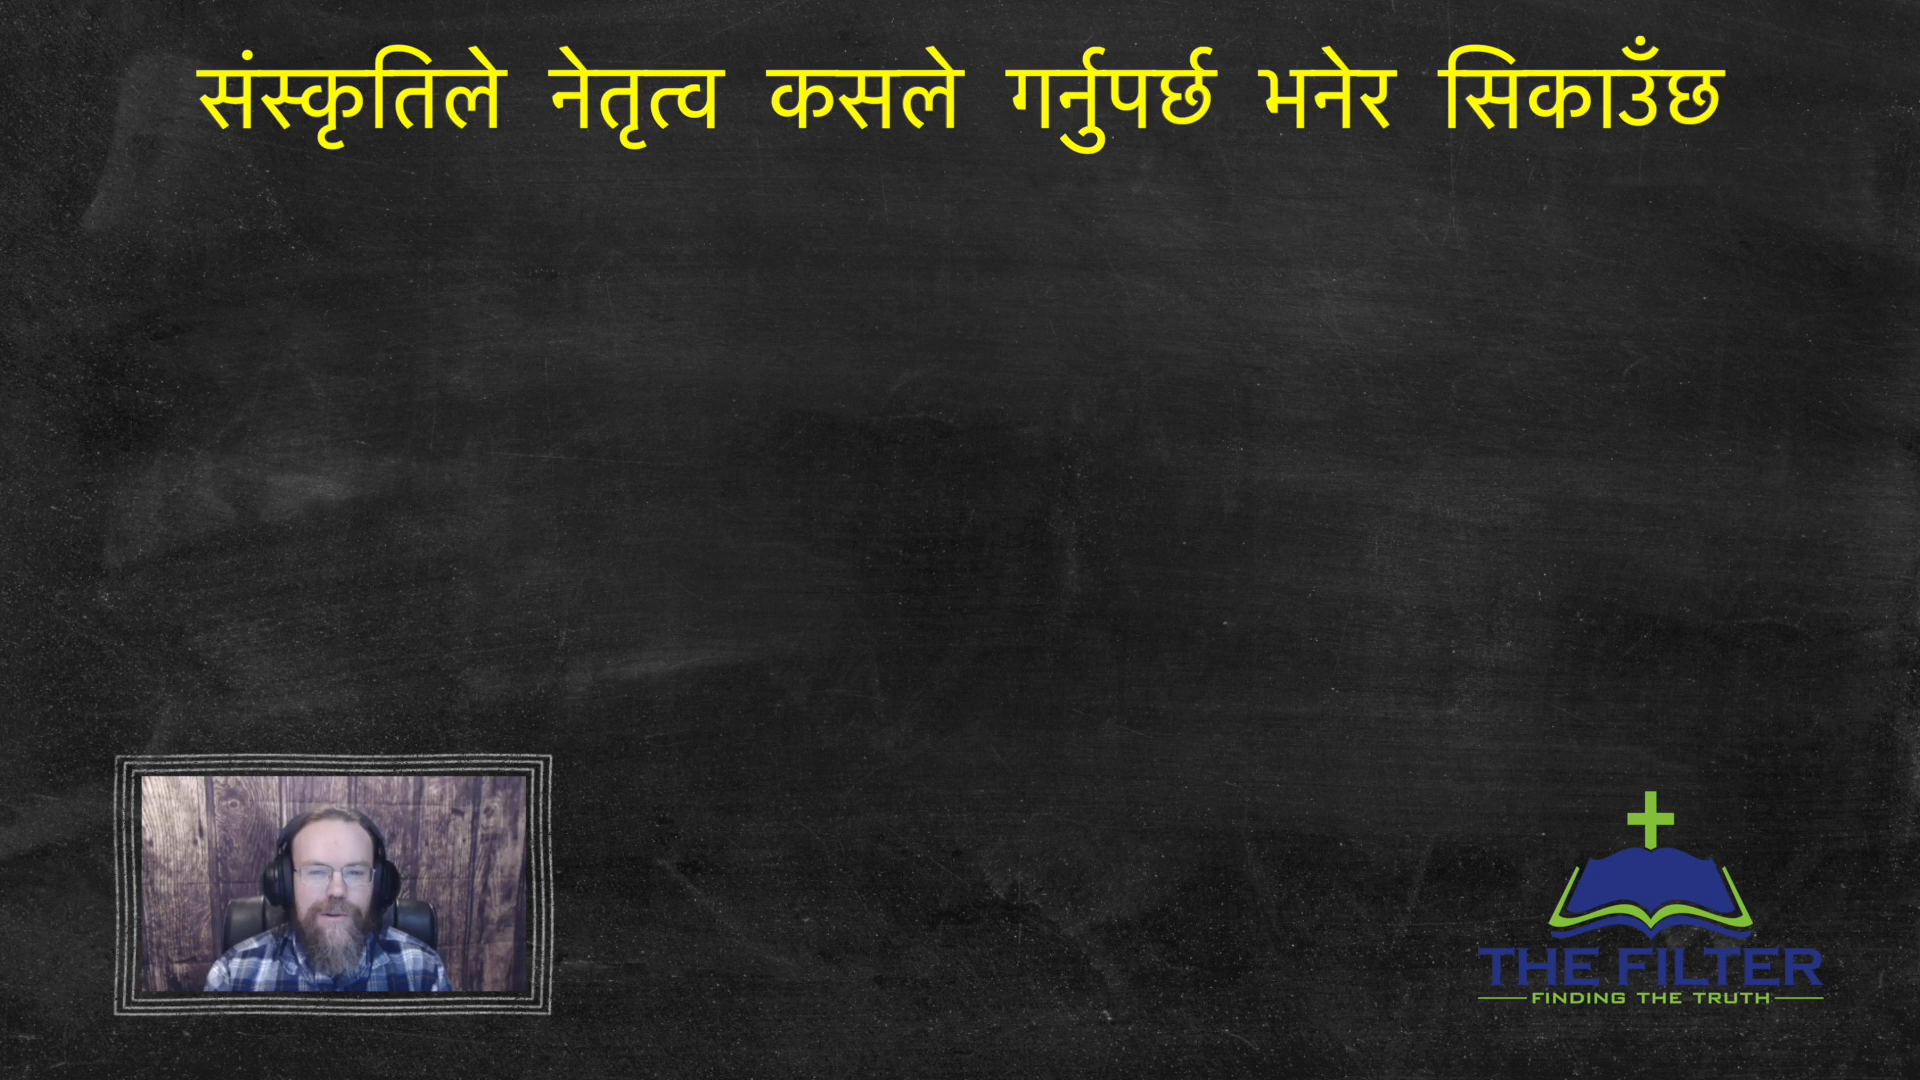 संस्कृतिले नेतृत्व कसले गर्नुपर्छ भनेर सिकाउँछ
THE FILTER
FINDING THE TRUTH